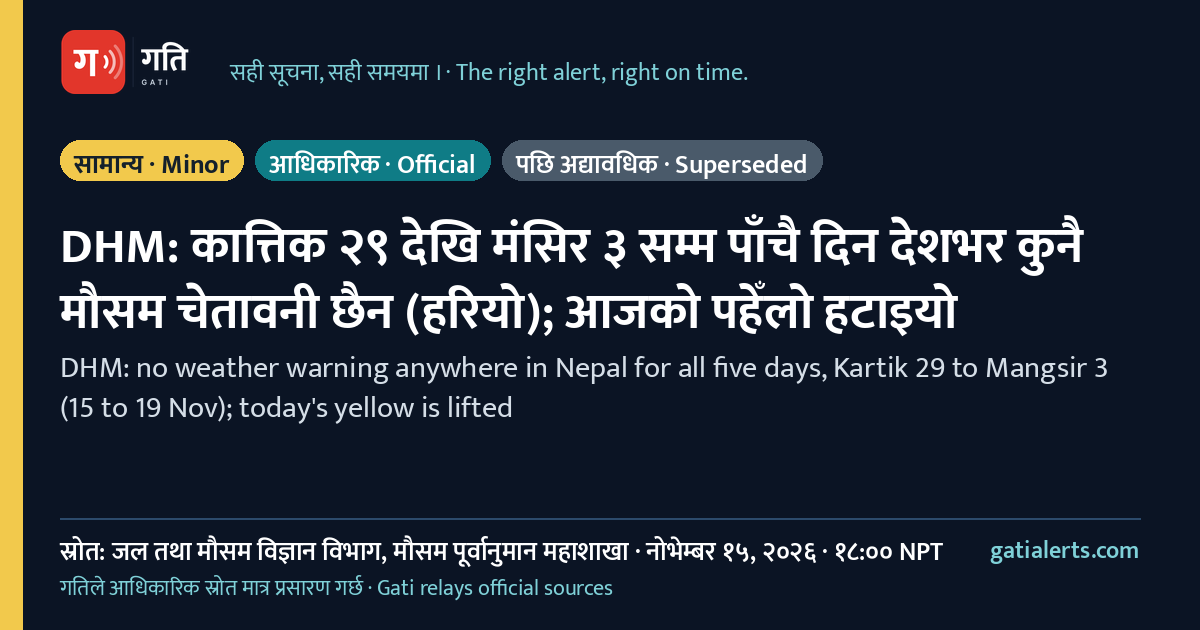 ग गति
GATI
सही सूचना, सही समयमा । · The right alert, right on time.
सामान्य · Minor
आधिकारिक · Official
पछि अद्यावधिक · Superseded
DHM: कात्तिक २९ देखि मंसिर ३ सम्म पाँचै दिन देशभर कुनै
मौसम चेतावनी छैन (हरियो); आजको पहेँलो हटाइयो
DHM: no weather warning anywhere in Nepal for all five days, Kartik 29 to Mangsir 3
(15 to 19 Nov); today's yellow is lifted
स्रोत: जल तथा मौसम विज्ञान विभाग, मौसम पूर्वानुमान महाशाखा · नोभेम्बर १५, २०२६ · १८:०० NPT
gatialerts.com
गतिले आधिकारिक स्रोत मात्र प्रसारण गर्छ · Gati relays official sources